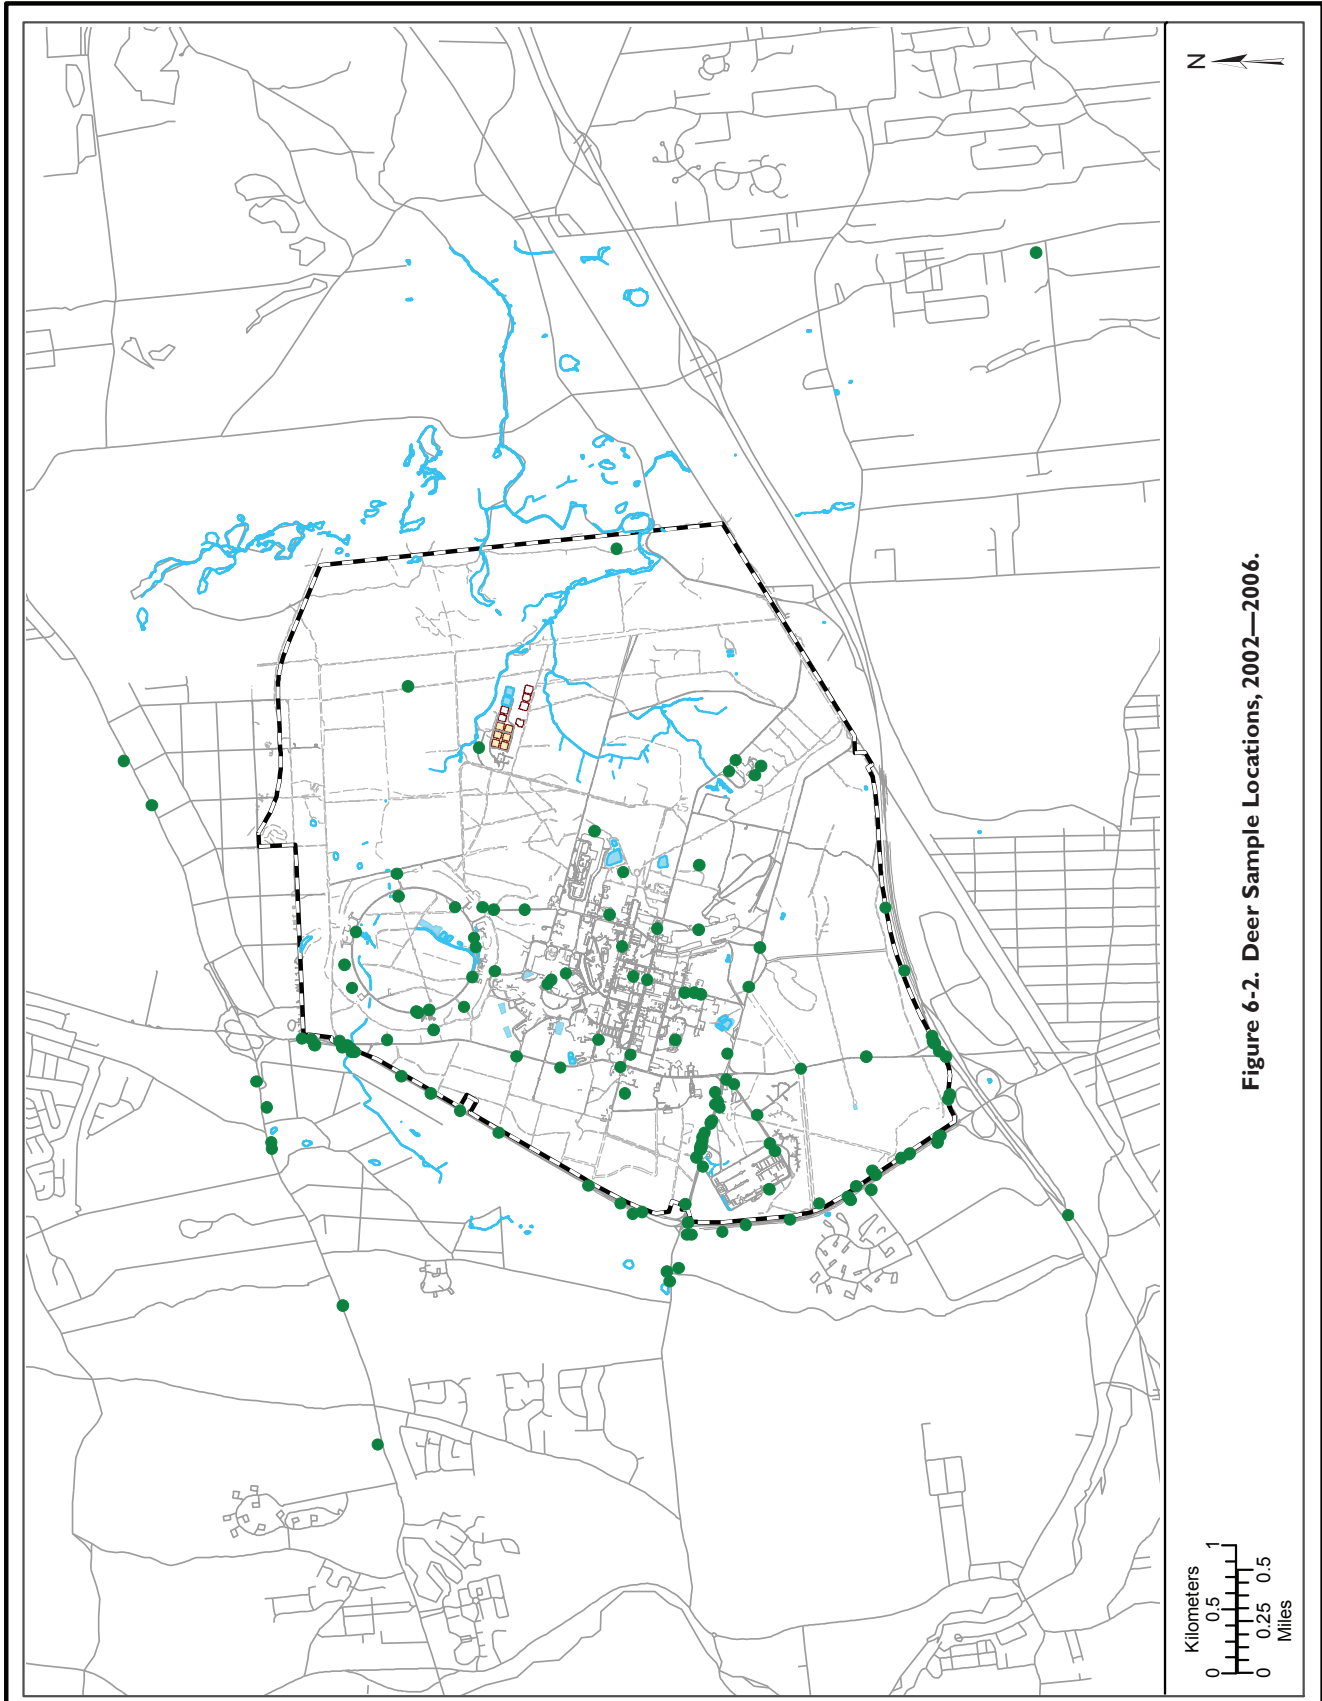 N
Figure 6-2. Deer Sample Locations, 2002—2006.
Kilometers
0 0.5 1
0 0.25 0.5
Miles